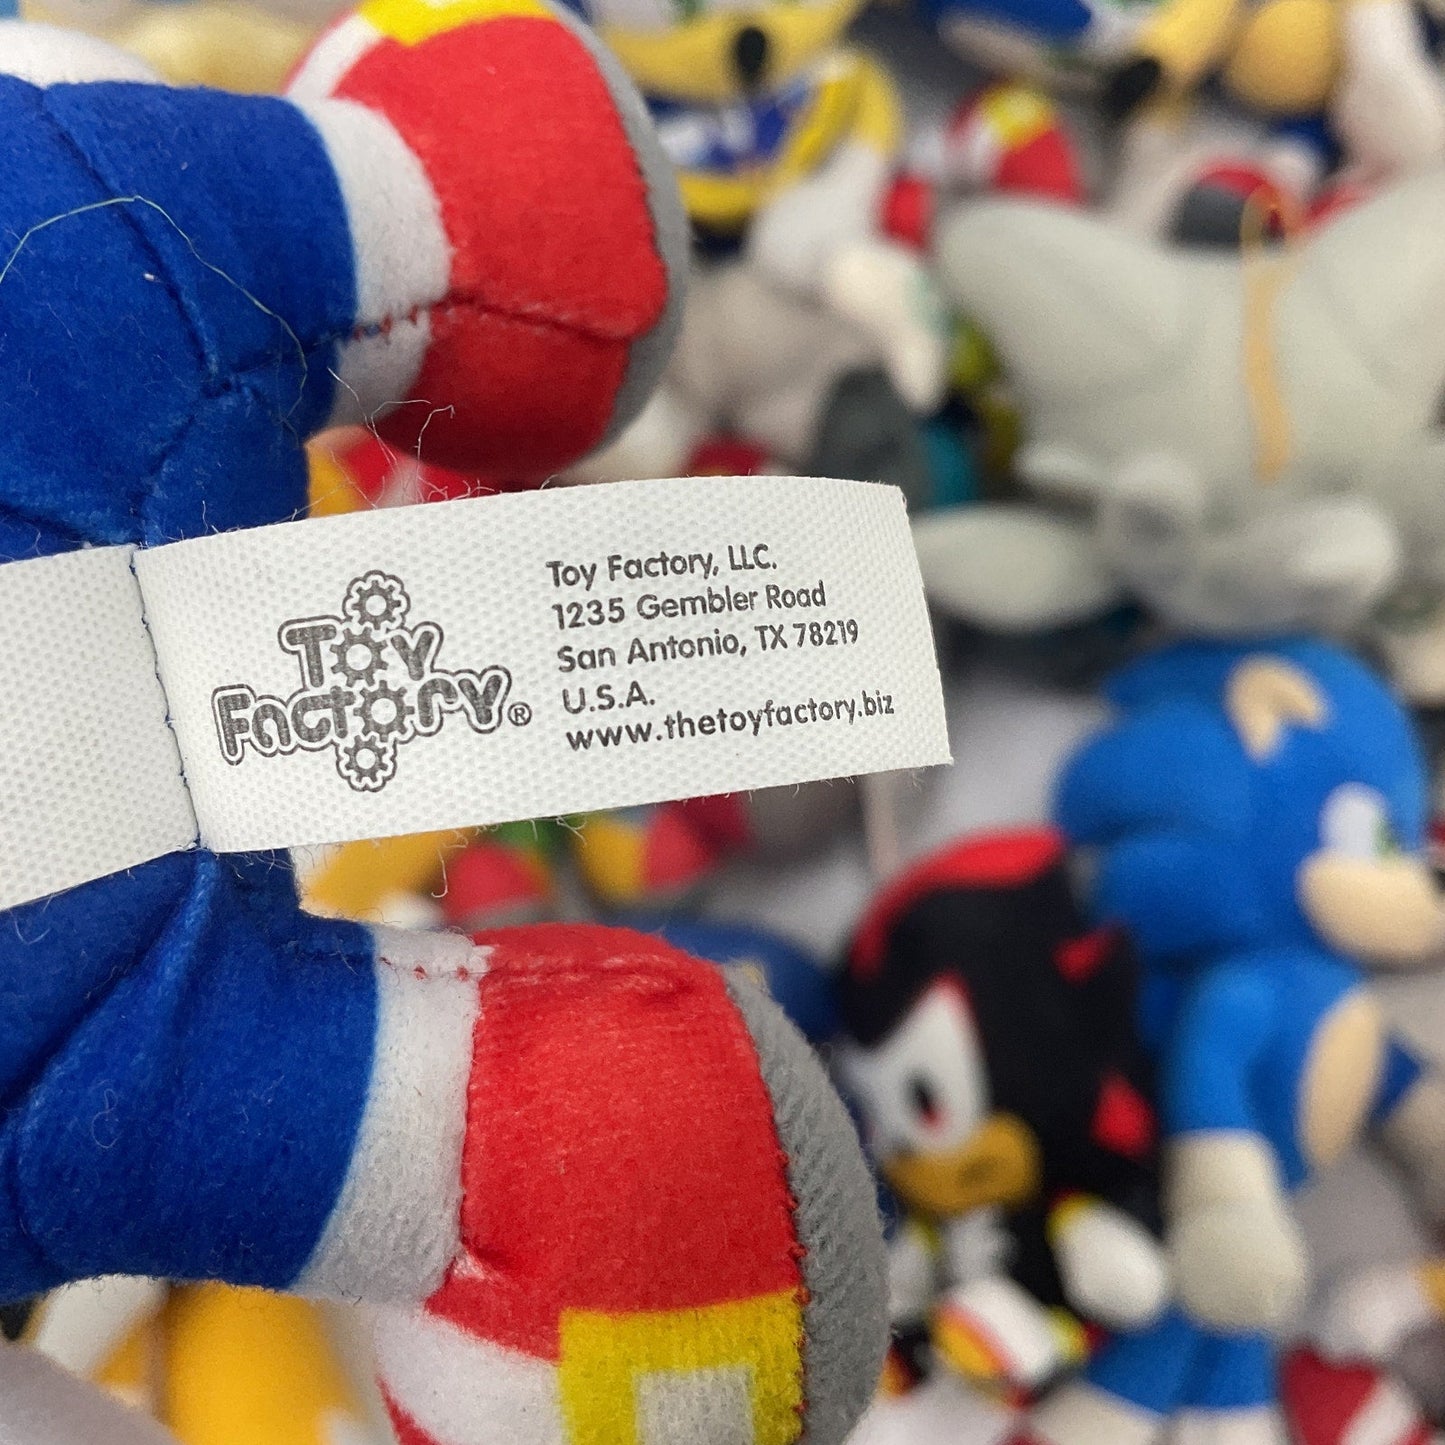 Toy
Factory®
Toy Factory, LLC.
1235 Gembler Road
San Antonio, TX 78219
U.S.A.
www.thetoyfactory.biz